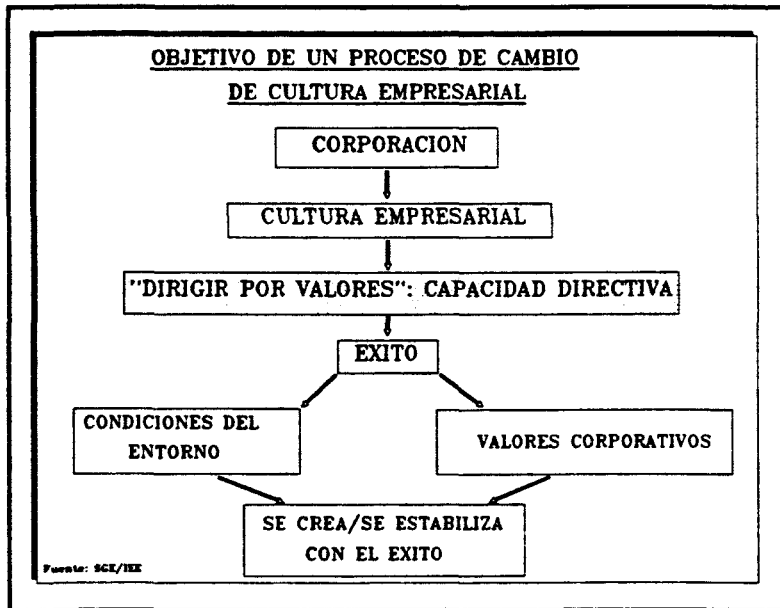 OBJETIVO DE UN PROCESO DE CAMBIO
DE CULTURA EMPRESARIAL
CORPORACION
CULTURA EMPRESARIAL
"DIRIGIR POR VALORES": CAPACIDAD DIRECTIVA
EXITO
CONDICIONES DEL
ENTORNO
VALORES CORPORATIVOS
SE CREA/SE ESTABILIZA
CON EL EXITO
Fuente: